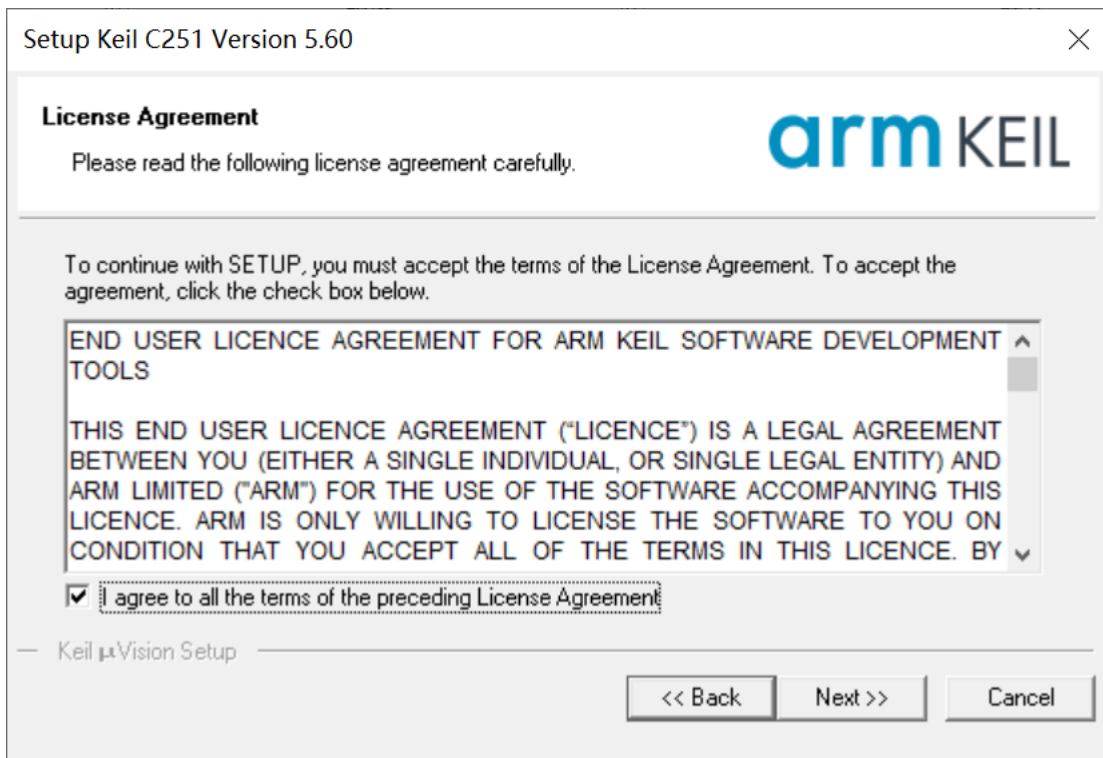 Setup Keil C251 Version 5.60
License Agreement
Please read the following license agreement carefully.
arm KEIL
To continue with SETUP, you must accept the terms of the License Agreement. To accept the
agreement, click the check box below.
END USER LICENCE AGREEMENT FOR ARM KEIL SOFTWARE DEVELOPMENT
TOOLS
THIS END USER LICENCE AGREEMENT (“LICENCE”) IS A LEGAL AGREEMENT
BETWEEN YOU (EITHER A SINGLE INDIVIDUAL, OR SINGLE LEGAL ENTITY) AND
ARM LIMITED ("ARM") FOR THE USE OF THE SOFTWARE ACCOMPANYING THIS
LICENCE. ARM IS ONLY WILLING TO LICENSE THE SOFTWARE TO YOU ON
CONDITION THAT YOU ACCEPT ALL OF THE TERMS IN THIS LICENCE. BY
I agree to all the terms of the preceding License Agreement
Keil µVision Setup
<< Back
Next >>
Cancel